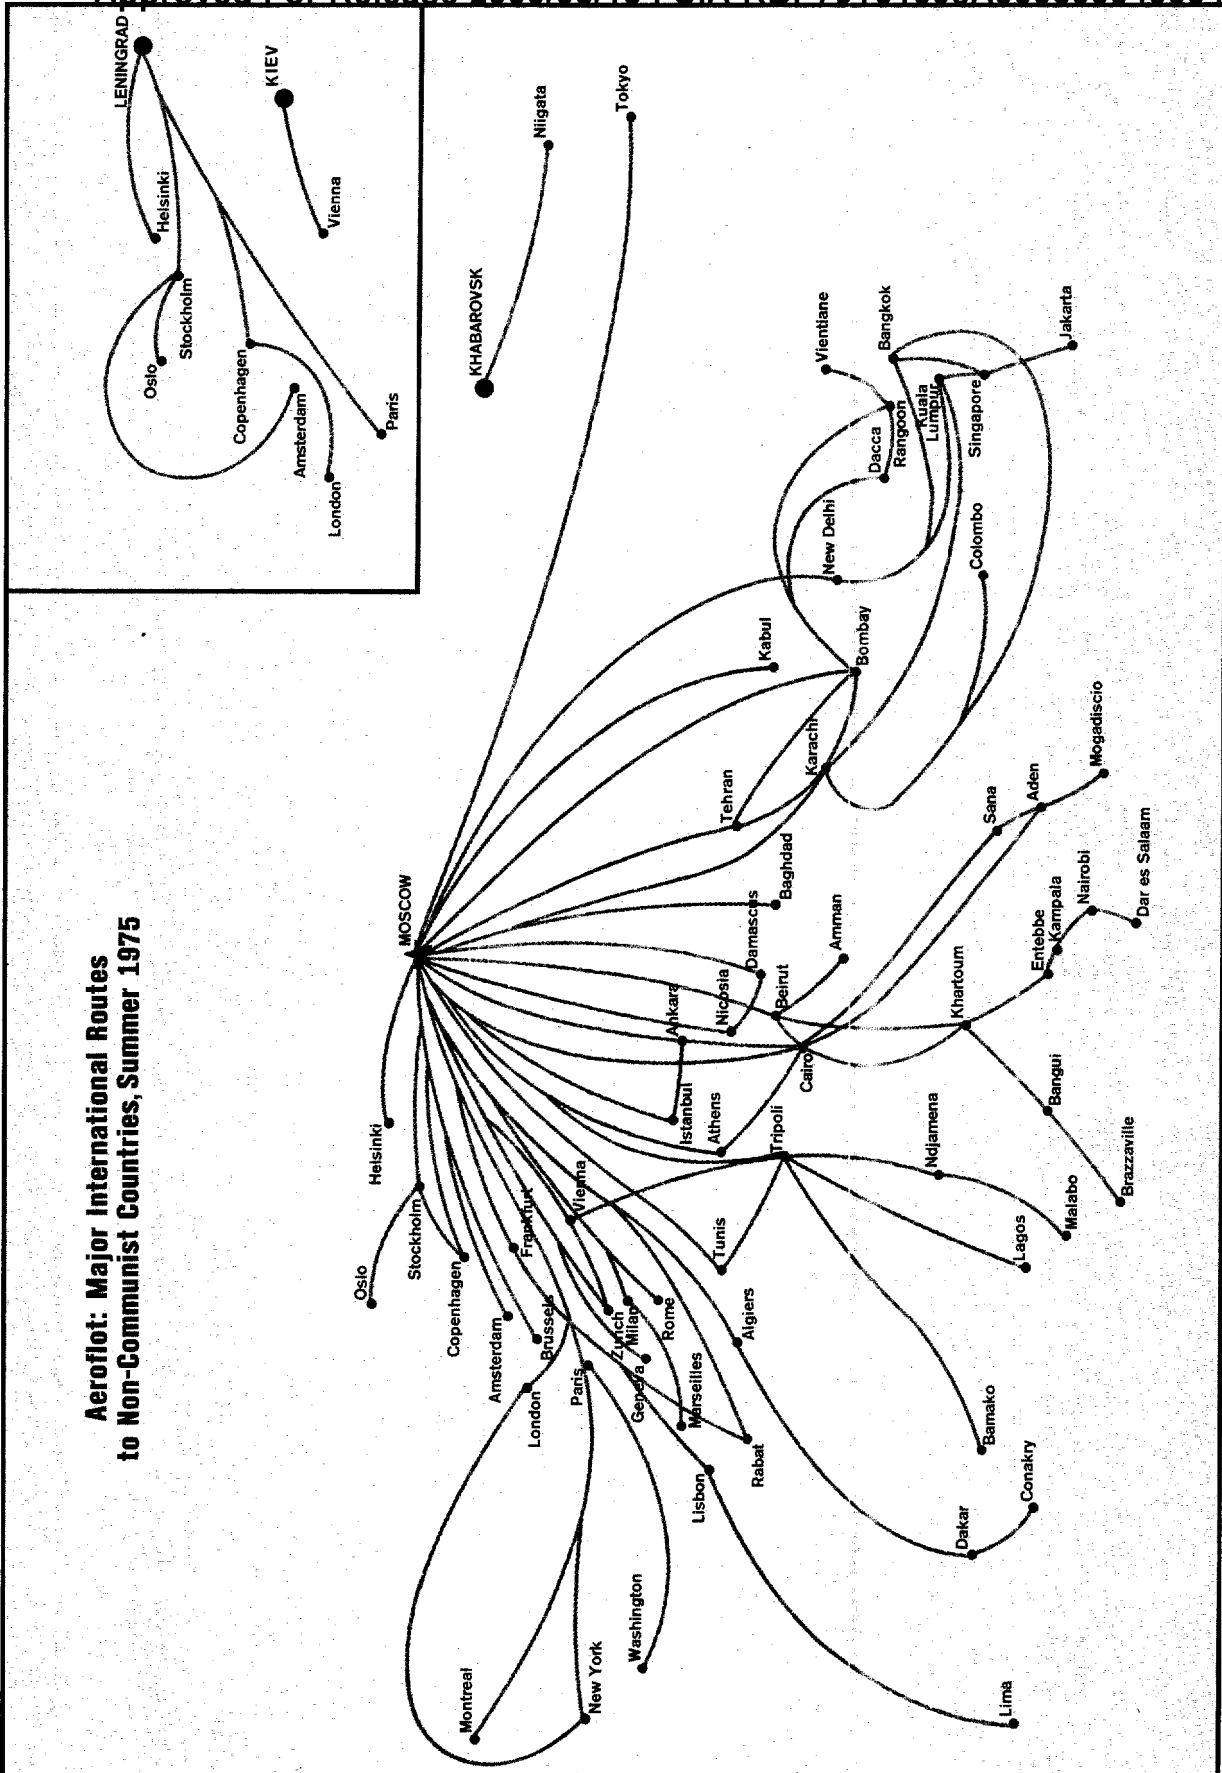 Aeroflot: Major International Routes
to Non-Communist Countries, Summer 1975
LENINGRAD
Helsinki
Stockholm
Oslo
Copenhagen
Amsterdam
London
Paris
KIEV
Vienna
KHABAROVSK
Niigata
Tokyo
MOSCOW
Helsinki
Oslo
Stockholm
Copenhagen
Amsterdam
Brussels
London
Frankfurt
Paris
Vienna
Zurich
Milan
Geneva
Rome
Marseilles
Lisbon
Rabat
Montreal
New York
Washington
Lima
Tunis
Algiers
Tripoli
Dakar
Conakry
Bamako
Lagos
Malabo
Ndjamena
Brazzaville
Bangui
Istanbul
Ankara
Athens
Nicosia
Damascus
Beirut
Cairo
Amman
Baghdad
Khartoum
Entebbe
Kampala
Nairobi
Dar es Salaam
Sana
Aden
Mogadiscio
Tehran
Karachi
Kabul
Bombay
New Delhi
Colombo
Dacca
Rangoon
Vientiane
Bangkok
Kuala
Lumpur
Singapore
Jakarta